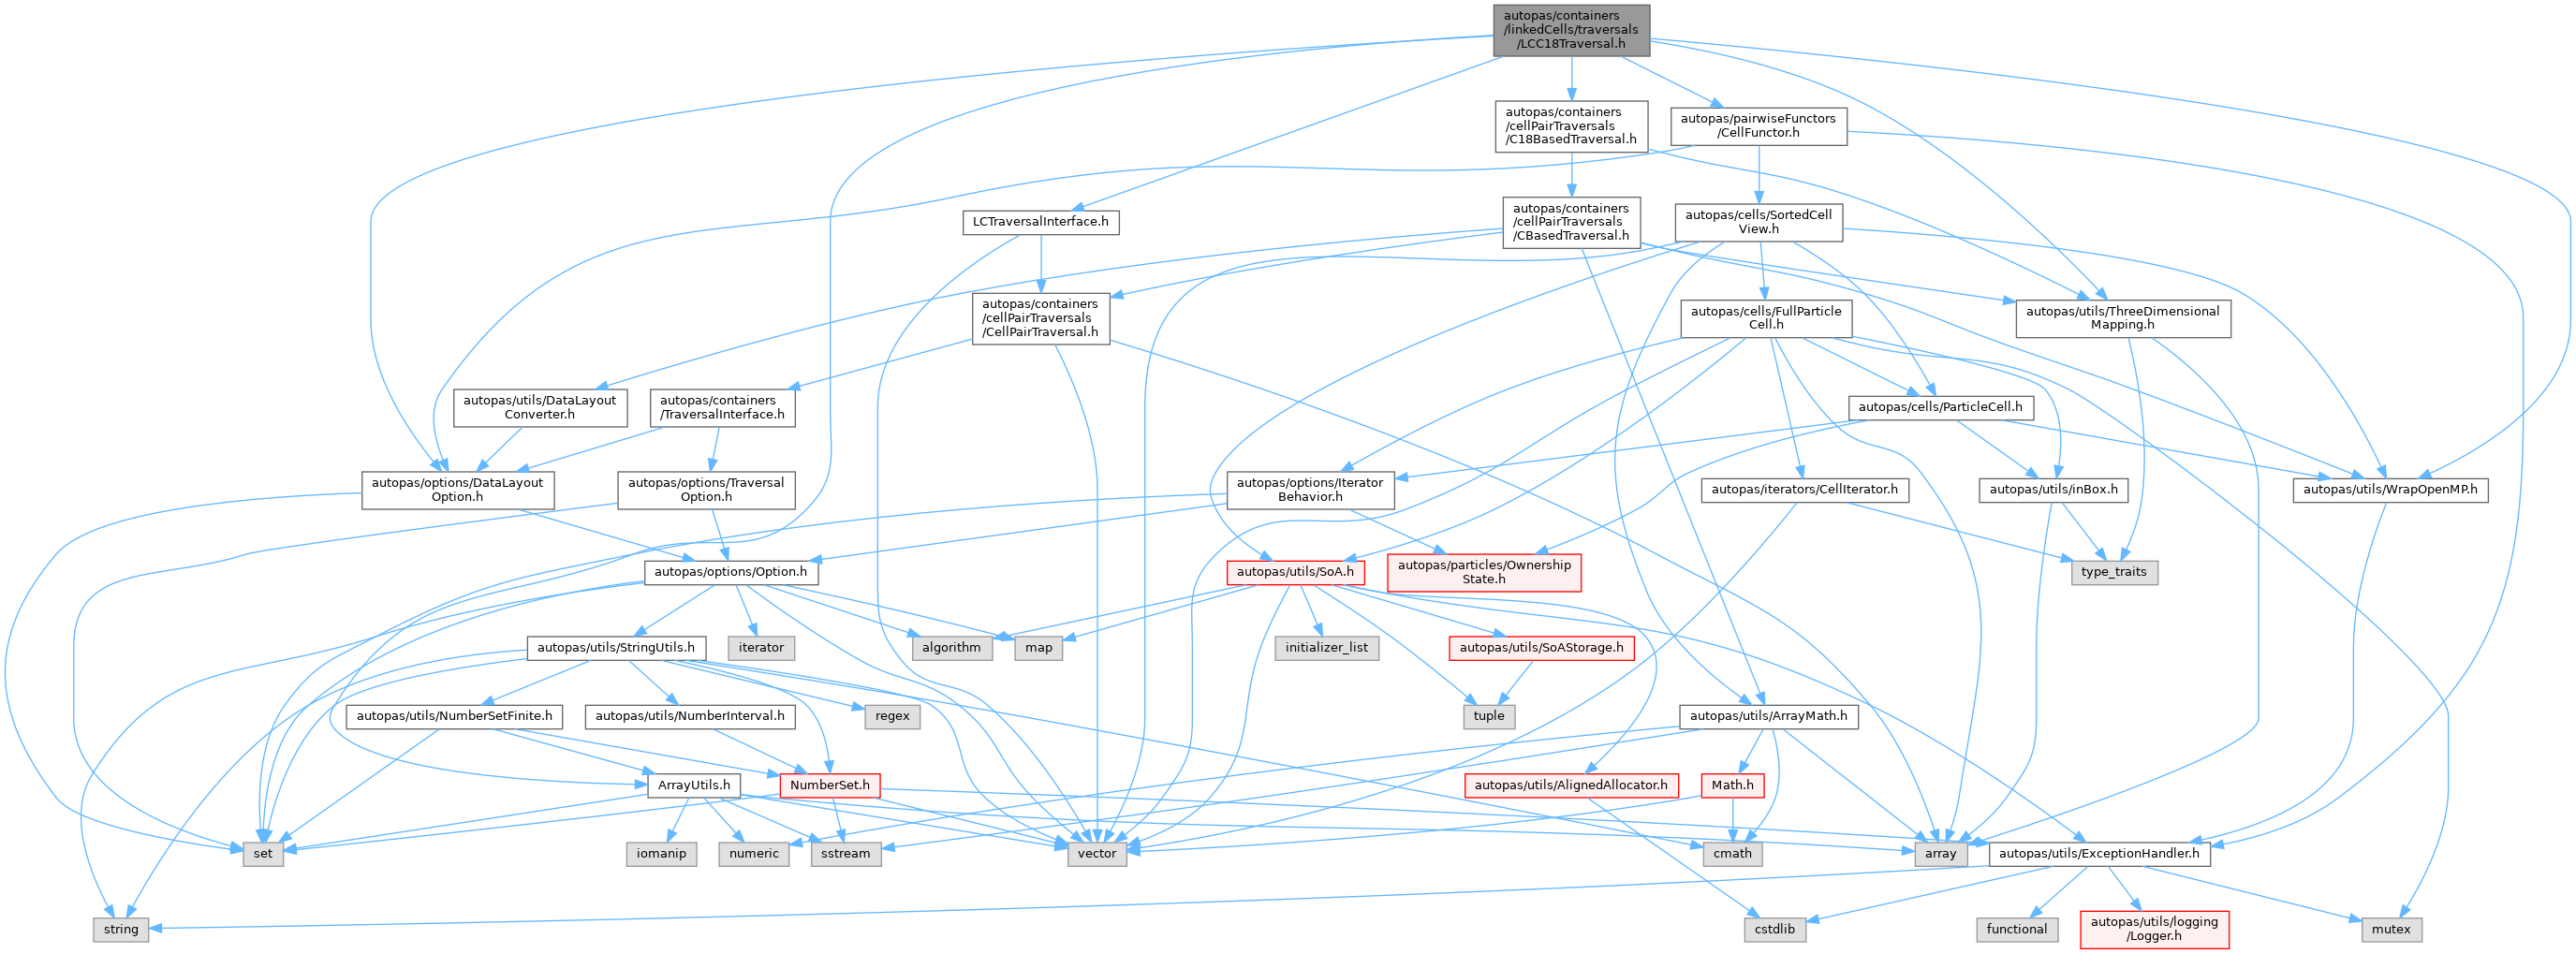 autopas/containers
/linkedCells/traversals
/LCC18Traversal.h
autopas/containers
/cellPairTraversals
/C18BasedTraversal.h
autopas/pairwiseFunctors
/CellFunctor.h
LCTraversalInterface.h
autopas/containers
/cellPairTraversals
/CBasedTraversal.h
autopas/cells/SortedCell
View.h
autopas/containers
/cellPairTraversals
/CellPairTraversal.h
autopas/cells/FullParticle
Cell.h
autopas/utils/ThreeDimensional
Mapping.h
autopas/utils/DataLayout
Converter.h
autopas/containers
/TraversalInterface.h
autopas/cells/ParticleCell.h
autopas/options/DataLayout
Option.h
autopas/options/Traversal
Option.h
autopas/options/Iterator
Behavior.h
autopas/iterators/CellIterator.h
autopas/utils/inBox.h
autopas/utils/WrapOpenMP.h
autopas/options/Option.h
autopas/utils/SoA.h
autopas/particles/Ownership
State.h
type_traits
autopas/utils/StringUtils.h
iterator
algorithm
map
initializer_list
autopas/utils/SoAStorage.h
autopas/utils/NumberSetFinite.h
autopas/utils/NumberInterval.h
regex
tuple
autopas/utils/ArrayMath.h
ArrayUtils.h
NumberSet.h
autopas/utils/AlignedAllocator.h
Math.h
set
iomanip
numeric
sstream
vector
cmath
array
autopas/utils/ExceptionHandler.h
string
cstdlib
functional
autopas/utils/logging
/Logger.h
mutex